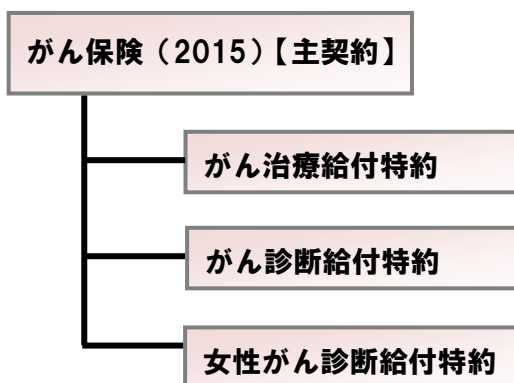 がん保険（2015）【主契約】
がん治療給付特約
がん診断給付特約
女性がん診断給付特約